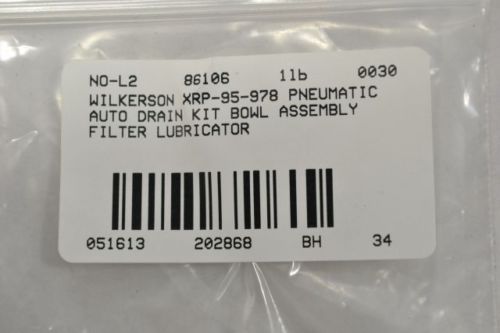 NO-L2 86106 1lb 0030
WILKERSON XRP-95-978 PNEUMATIC
AUTO DRAIN KIT BOWL ASSEMBLY
FILTER LUBRICATOR
051613 202868 BH 34